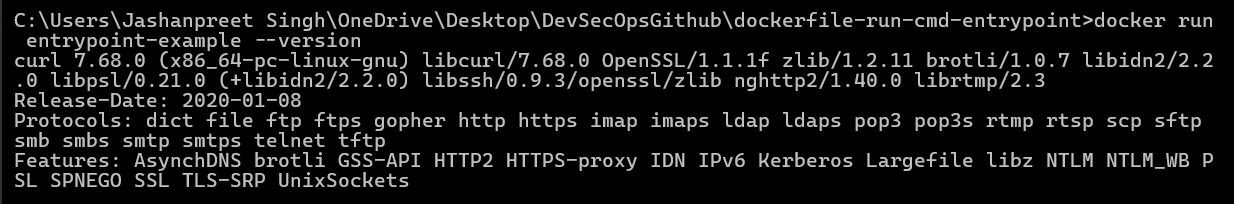 C:\Users\Jashanpreet Singh\OneDrive\Desktop\DevSecOpsGithub\dockerfile-run-cmd-entrypoint>docker run
 entrypoint-example --version
curl 7.68.0 (x86_64-pc-linux-gnu) libcurl/7.68.0 OpenSSL/1.1.1f zlib/1.2.11 brotli/1.0.7 libidn2/2.2
.0 libpsl/0.21.0 (+libidn2/2.2.0) libssh/0.9.3/openssl/zlib nghttp2/1.40.0 librtmp/2.3
Release-Date: 2020-01-08
Protocols: dict file ftp ftps gopher http https imap imaps ldap ldaps pop3 pop3s rtmp rtsp scp sftp
smb smbs smtp smtps telnet tftp
Features: AsynchDNS brotli GSS-API HTTP2 HTTPS-proxy IDN IPv6 Kerberos Largefile libz NTLM NTLM_WB P
SL SPNEGO SSL TLS-SRP UnixSockets